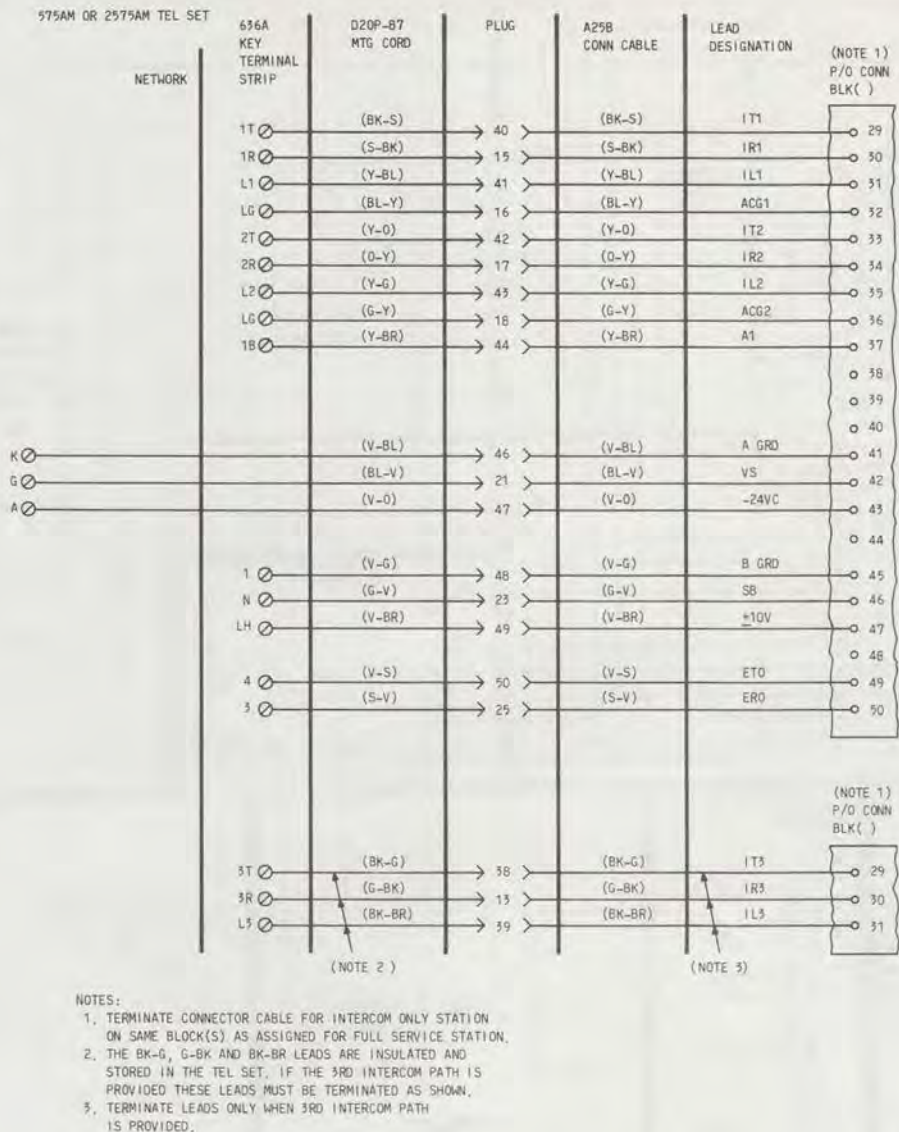 575AM OR 2575AM TEL SET
NETWORK
636A
KEY
TERMINAL
STRIP
D20P-87
MTG CORD
PLUG
A25B
CONN CABLE
LEAD
DESIGNATION
(NOTE 1)
P/O CONN
BLK( )
1T (BK-S) 40 (BK-S) IT1 29
1R (S-BK) 15 (S-BK) IR1 30
L1 (Y-BL) 41 (Y-BL) IL1 31
LG (BL-Y) 16 (BL-Y) ACG1 32
2T (Y-O) 42 (Y-O) IT2 33
2R (O-Y) 17 (O-Y) IR2 34
L2 (Y-G) 43 (Y-G) IL2 35
LG (G-Y) 18 (G-Y) ACG2 36
1B (Y-BR) 44 (Y-BR) A1 37
38
39
40
K (V-BL) 46 (V-BL) A GRD 41
G (BL-V) 21 (BL-V) VS 42
A (V-O) 47 (V-O) -24VC 43
44
1 (V-G) 48 (V-G) B GRD 45
N (G-V) 23 (G-V) SB 46
LH (V-BR) 49 (V-BR) ±10V 47
48
4 (V-S) 50 (V-S) ETO 49
3 (S-V) 25 (S-V) ERO 50
(NOTE 1)
P/O CONN
BLK( )
3T (BK-G) 38 (BK-G) IT3 29
3R (G-BK) 13 (G-BK) IR3 30
L3 (BK-BR) 39 (BK-BR) IL3 31
(NOTE 2 )
(NOTE 3)
NOTES:
1. TERMINATE CONNECTOR CABLE FOR INTERCOM ONLY STATION
ON SAME BLOCK(S) AS ASSIGNED FOR FULL SERVICE STATION.
2. THE BK-G, G-BK AND BK-BR LEADS ARE INSULATED AND
STORED IN THE TEL SET. IF THE 3RD INTERCOM PATH IS
PROVIDED THESE LEADS MUST BE TERMINATED AS SHOWN.
3. TERMINATE LEADS ONLY WHEN 3RD INTERCOM PATH
IS PROVIDED.